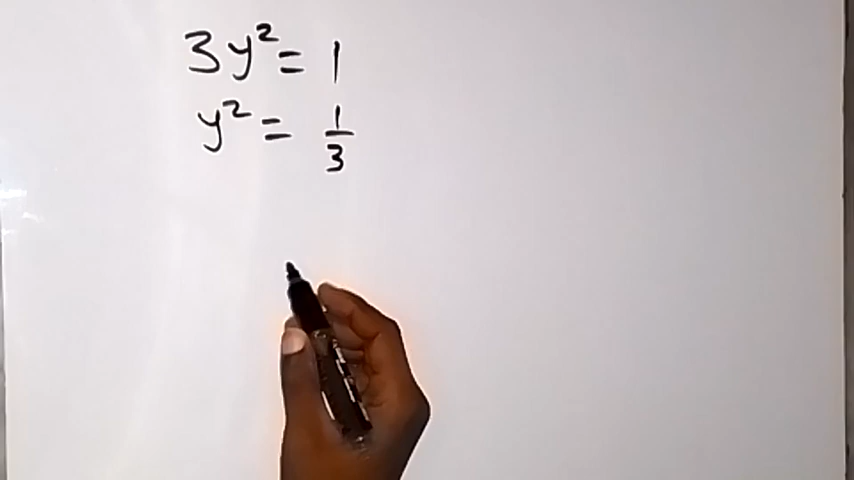 3y² = 1
y² = 1/3